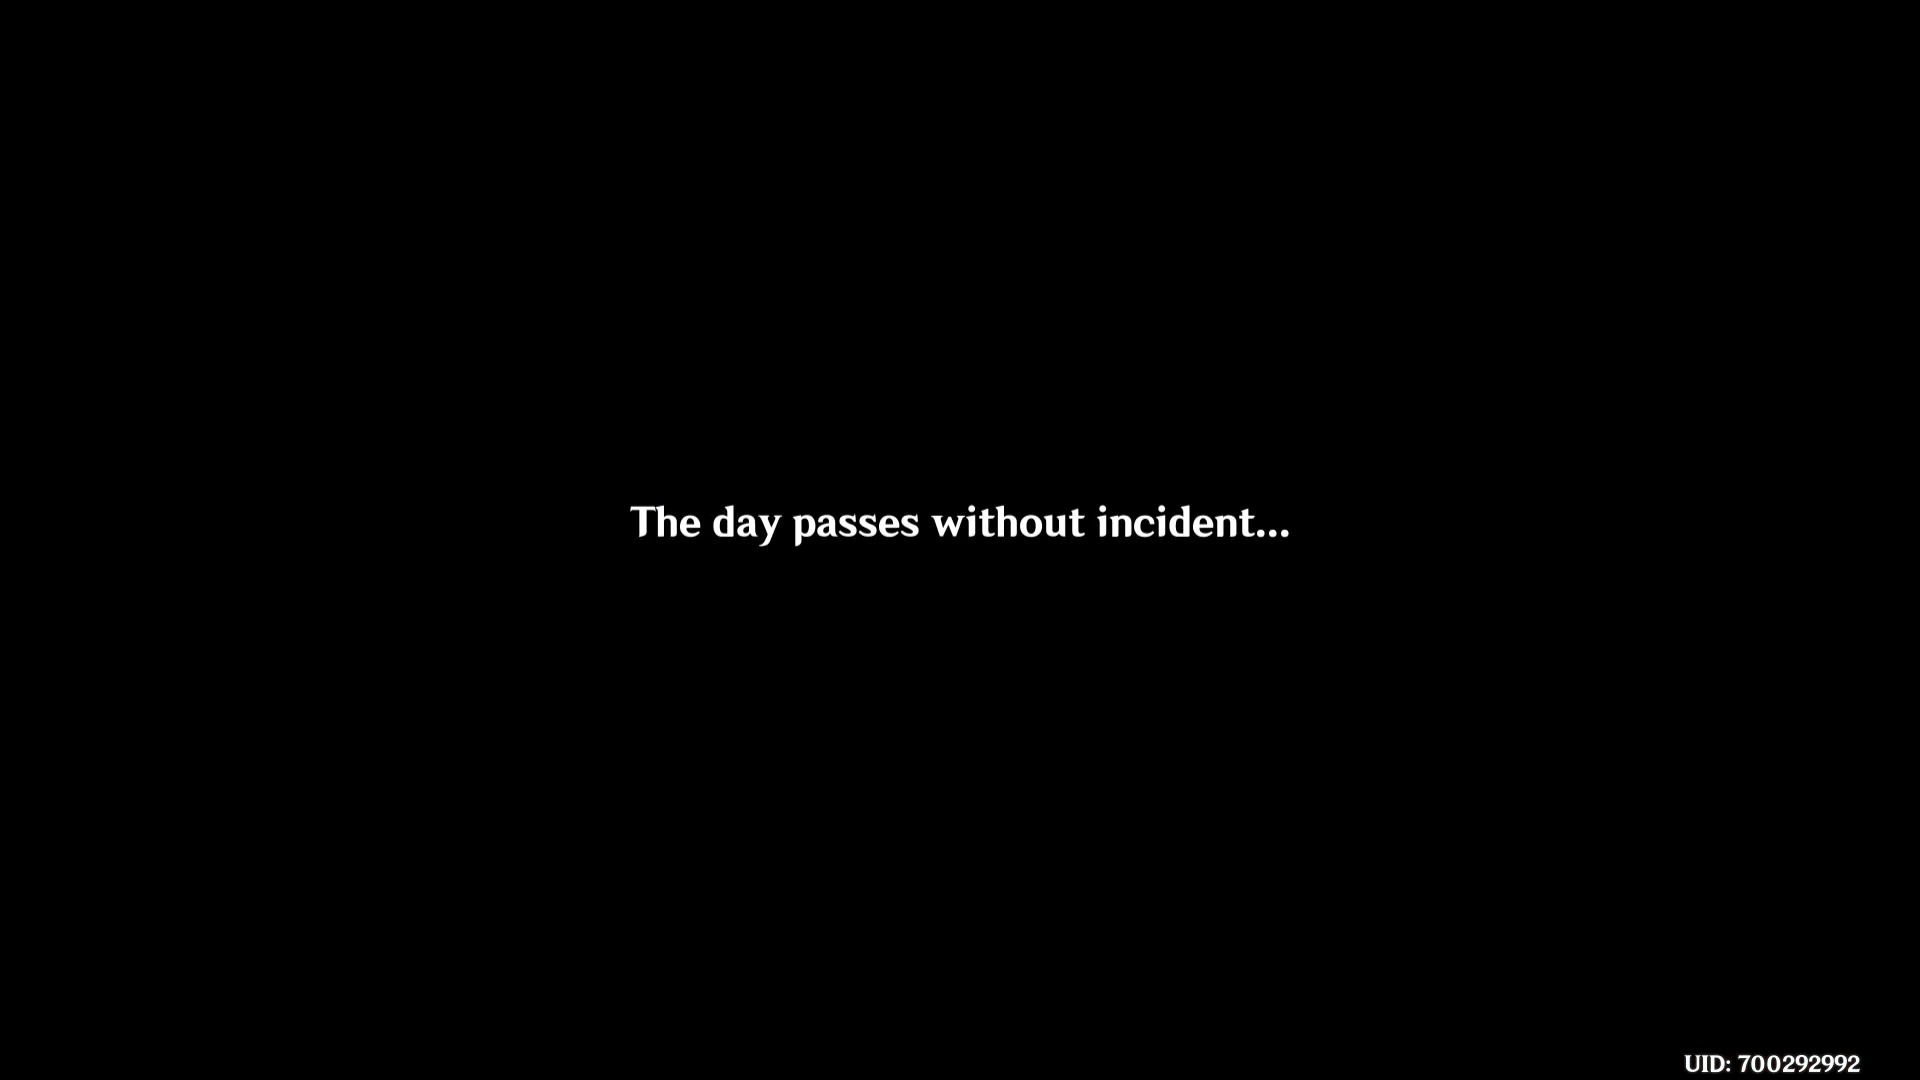 The day passes without incident...
UID: 700292992